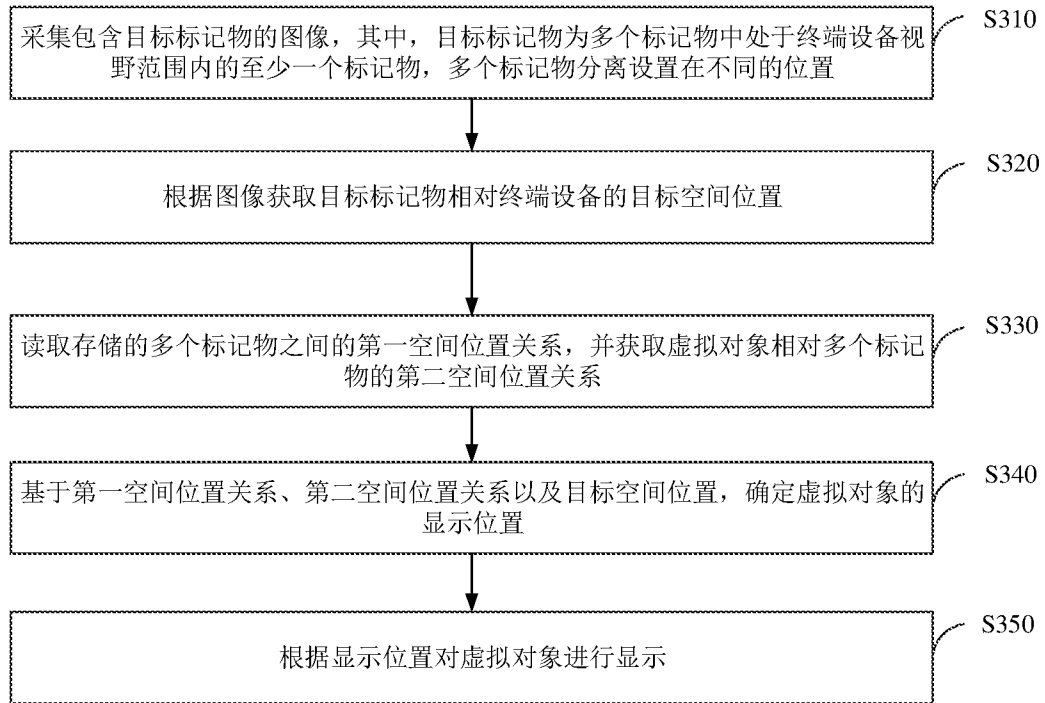 采集包含目标标记物的图像，其中，目标标记物为多个标记物中处于终端设备视
野范围内的至少一个标记物，多个标记物分离设置在不同的位置
S310
根据图像获取目标标记物相对终端设备的目标空间位置
S320
读取存储的多个标记物之间的第一空间位置关系，并获取虚拟对象相对多个标记
物的第二空间位置关系
S330
基于第一空间位置关系、第二空间位置关系以及目标空间位置，确定虚拟对象的
显示位置
S340
根据显示位置对虚拟对象进行显示
S350